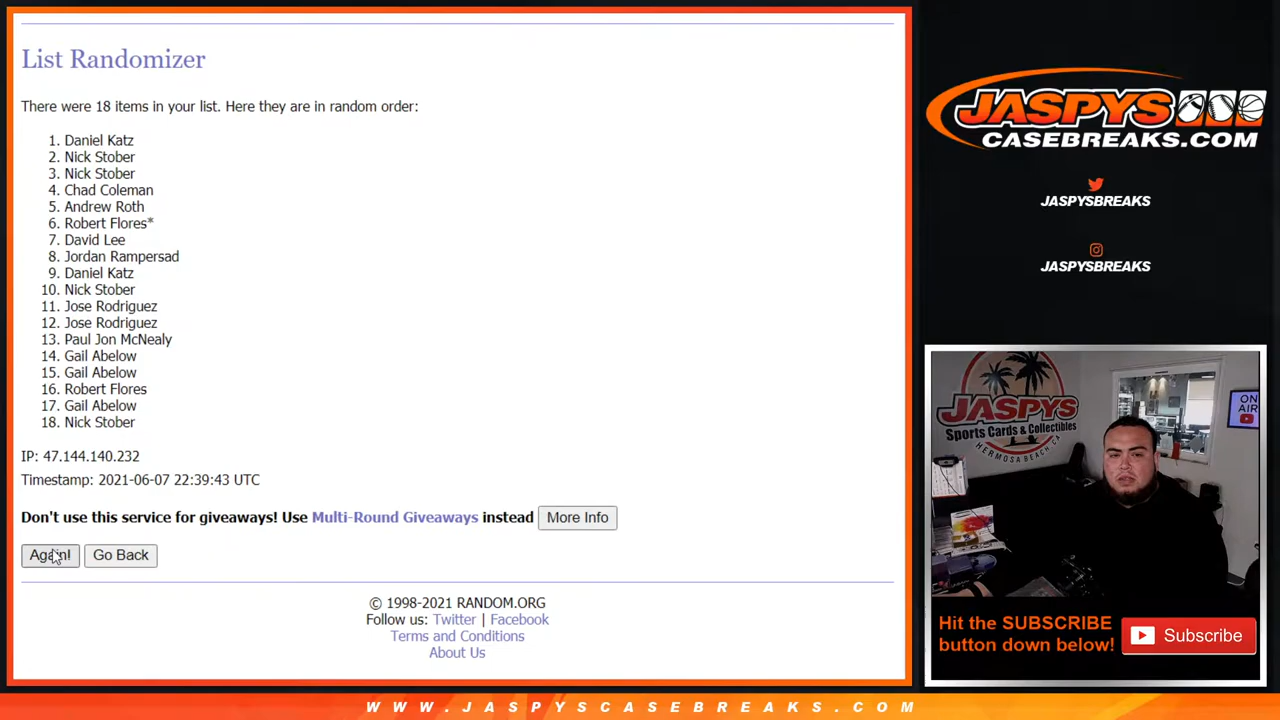 List Randomizer
There were 18 items in your list. Here they are in random order:
1. Daniel Katz
2. Nick Stober
3. Nick Stober
4. Chad Coleman
5. Andrew Roth
6. Robert Flores*
7. David Lee
8. Jordan Rampersad
9. Daniel Katz
10. Nick Stober
11. Jose Rodriguez
12. Jose Rodriguez
13. Paul Jon McNealy
14. Gail Abelow
15. Gail Abelow
16. Robert Flores
17. Gail Abelow
18. Nick Stober
IP: 47.144.140.232
Timestamp: 2021-06-07 22:39:43 UTC
Don't use this service for giveaways! Use Multi-Round Giveaways instead More Info
Again! Go Back
© 1998-2021 RANDOM.ORG
Follow us: Twitter | Facebook
Terms and Conditions
About Us
JASPYS
CASEBREAKS.COM
JASPYSBREAKS
JASPYSBREAKS
JASPYS
Sports Cards & Collectibles
HERMOSA BEACH, CA
ON
AIR
Hit the SUBSCRIBE
button down below!
Subscribe
WWW.JASPYSCASEBREAKS.COM